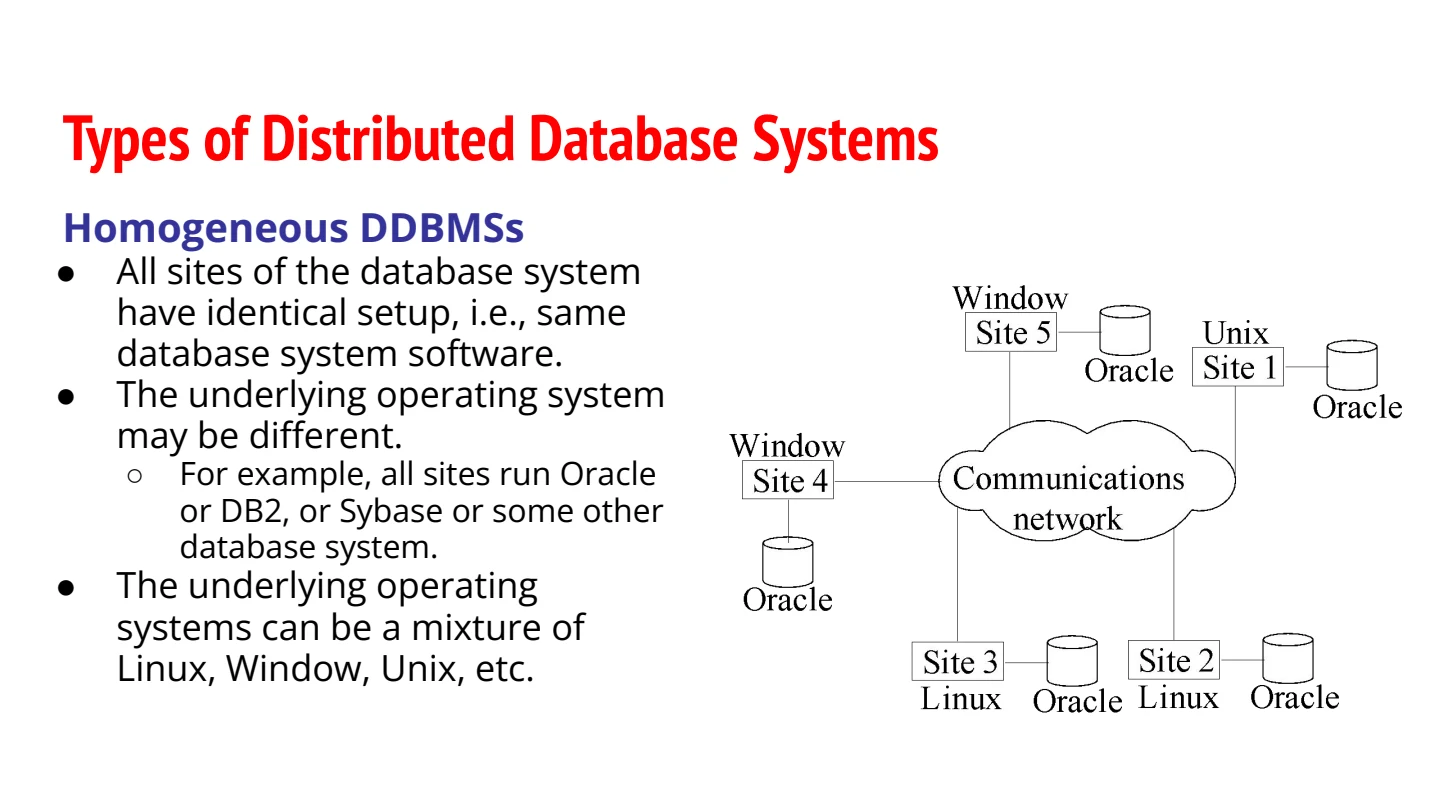 Types of Distributed Database Systems
Homogeneous DDBMSs
● All sites of the database system
have identical setup, i.e., same
database system software.
● The underlying operating system
may be different.
○ For example, all sites run Oracle
or DB2, or Sybase or some other
database system.
● The underlying operating
systems can be a mixture of
Linux, Window, Unix, etc.
Window
Site 5
Oracle
Unix
Site 1
Oracle
Window
Site 4
Oracle
Communications
network
Site 3
Linux
Oracle
Site 2
Linux
Oracle